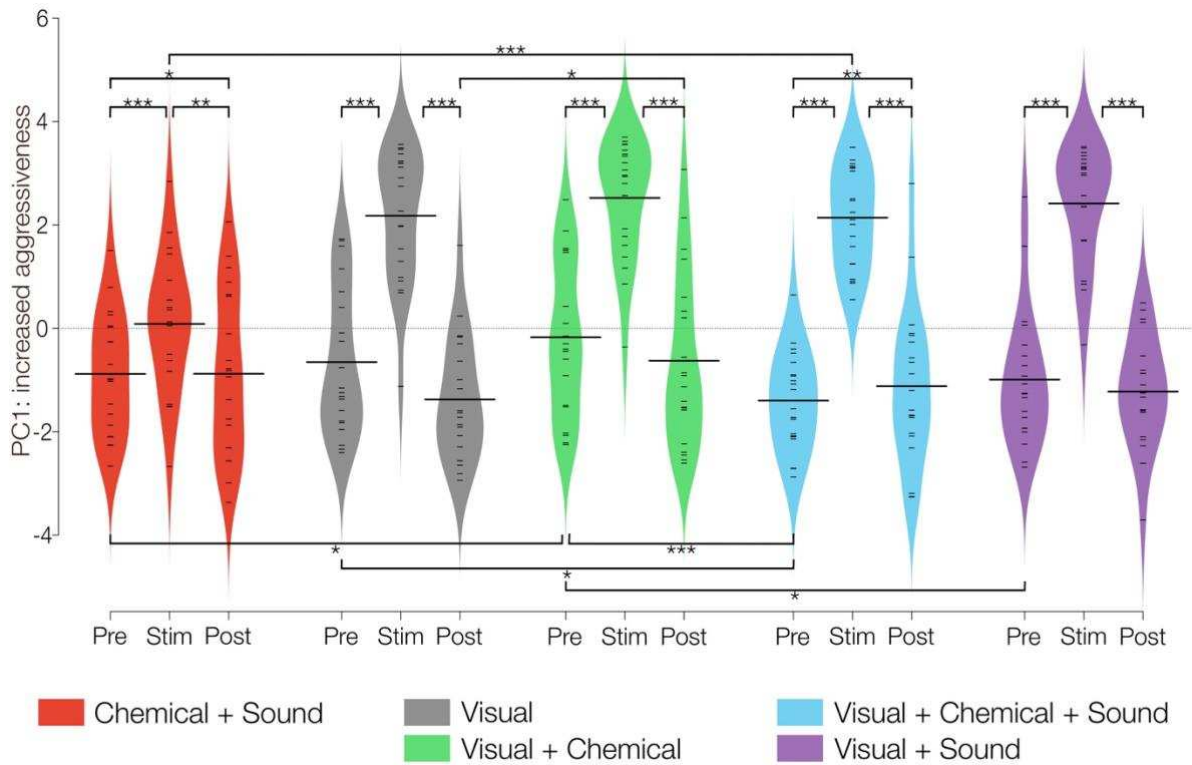 6
***
* * **
*** ** *** *** *** *** *** *** *** ***
4
PC1: increased aggressiveness
2
0
-2
-4
* ***
*
*
Pre Stim Post Pre Stim Post Pre Stim Post Pre Stim Post Pre Stim Post
Chemical + Sound Visual Visual + Chemical + Sound
Visual + Chemical Visual + Sound